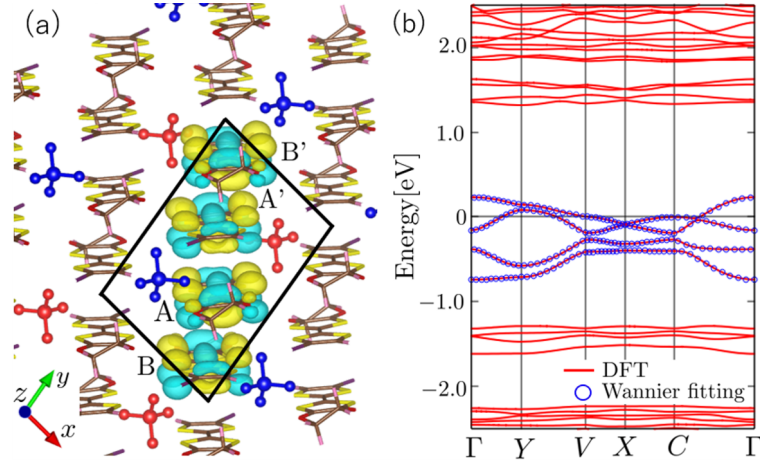 (a)
B'
A'
A
B
z
y
x
(b)
Energy[eV]
2.0
1.0
0
−1.0
−2.0
DFT
Wannier fitting
Γ Y V X C Γ